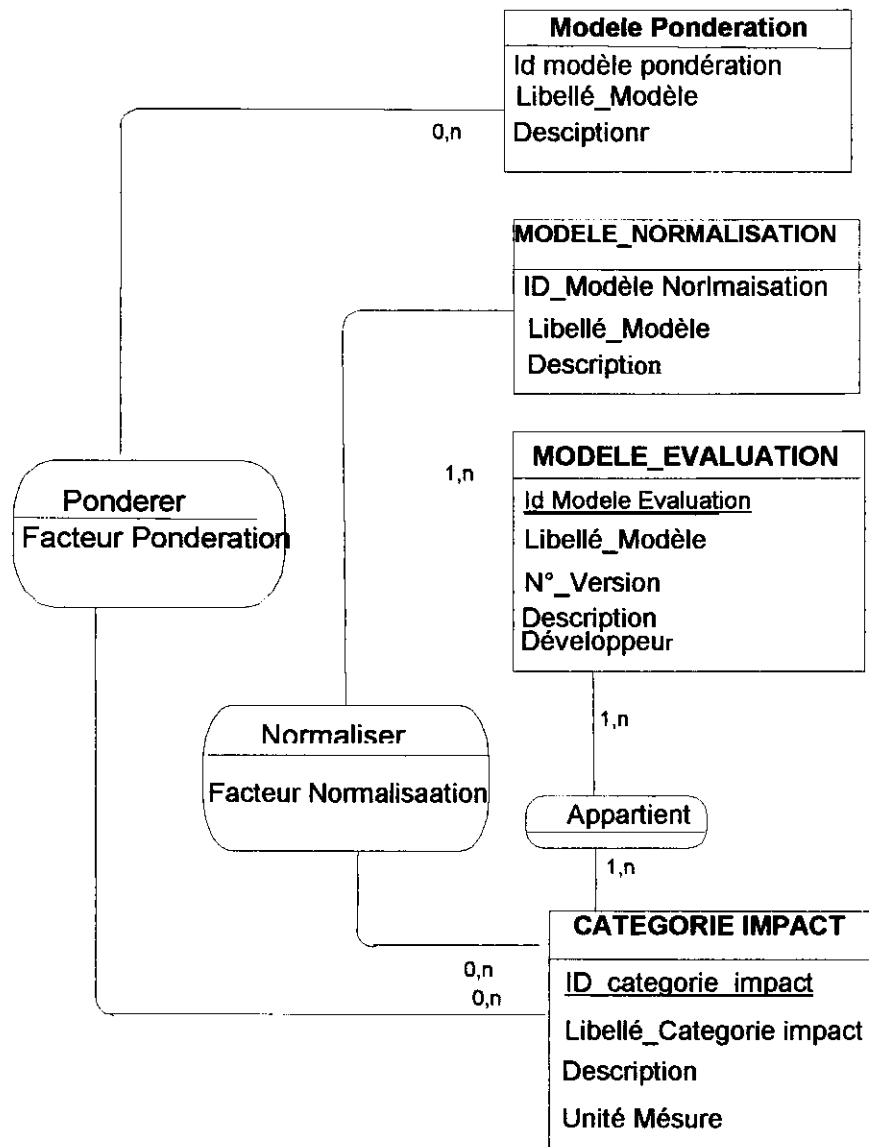 Modele Ponderation
Id modèle pondération
Libellé_Modèle
Desciptionr
0,n
MODELE_NORMALISATION
ID_Modèle Norlmaisation
Libellé_Modèle
Description
1,n
MODELE_EVALUATION
Id Modele Evaluation
Libellé_Modèle
N°_Version
Description
Développeur
Ponderer
Facteur Ponderation
1,n
Normaliser
Facteur Normalisaation
Appartient
1,n
CATEGORIE IMPACT
ID_categorie_impact
Libellé_Categorie impact
Description
Unité Mésure
0,n
0,n